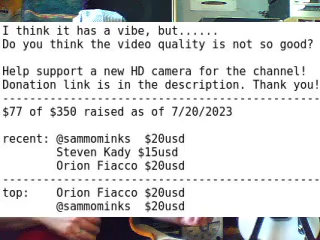 I think it has a vibe, but......
Do you think the video quality is not so good?
Help support a new HD camera for the channel!
Donation link is in the description. Thank you!
------------------------------------------------
$77 of $350 raised as of 7/20/2023
recent: @sammominks $20usd
Steven Kady $15usd
Orion Fiacco $20usd
------------------------------------------------
top: Orion Fiacco $20usd
@sammominks $20usd